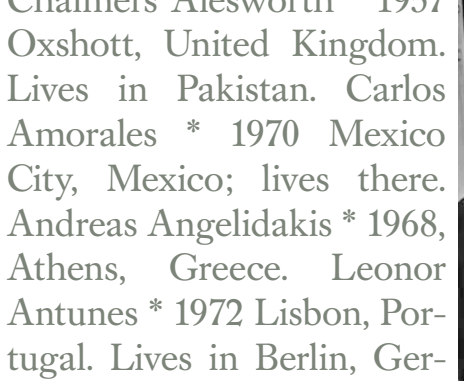 Chalmers Alesworth * 1957
Oxshott, United Kingdom.
Lives in Pakistan. Carlos
Amorales * 1970 Mexico
City, Mexico; lives there.
Andreas Angelidakis * 1968,
Athens, Greece. Leonor
Antunes * 1972 Lisbon, Por-
tugal. Lives in Berlin, Ger-